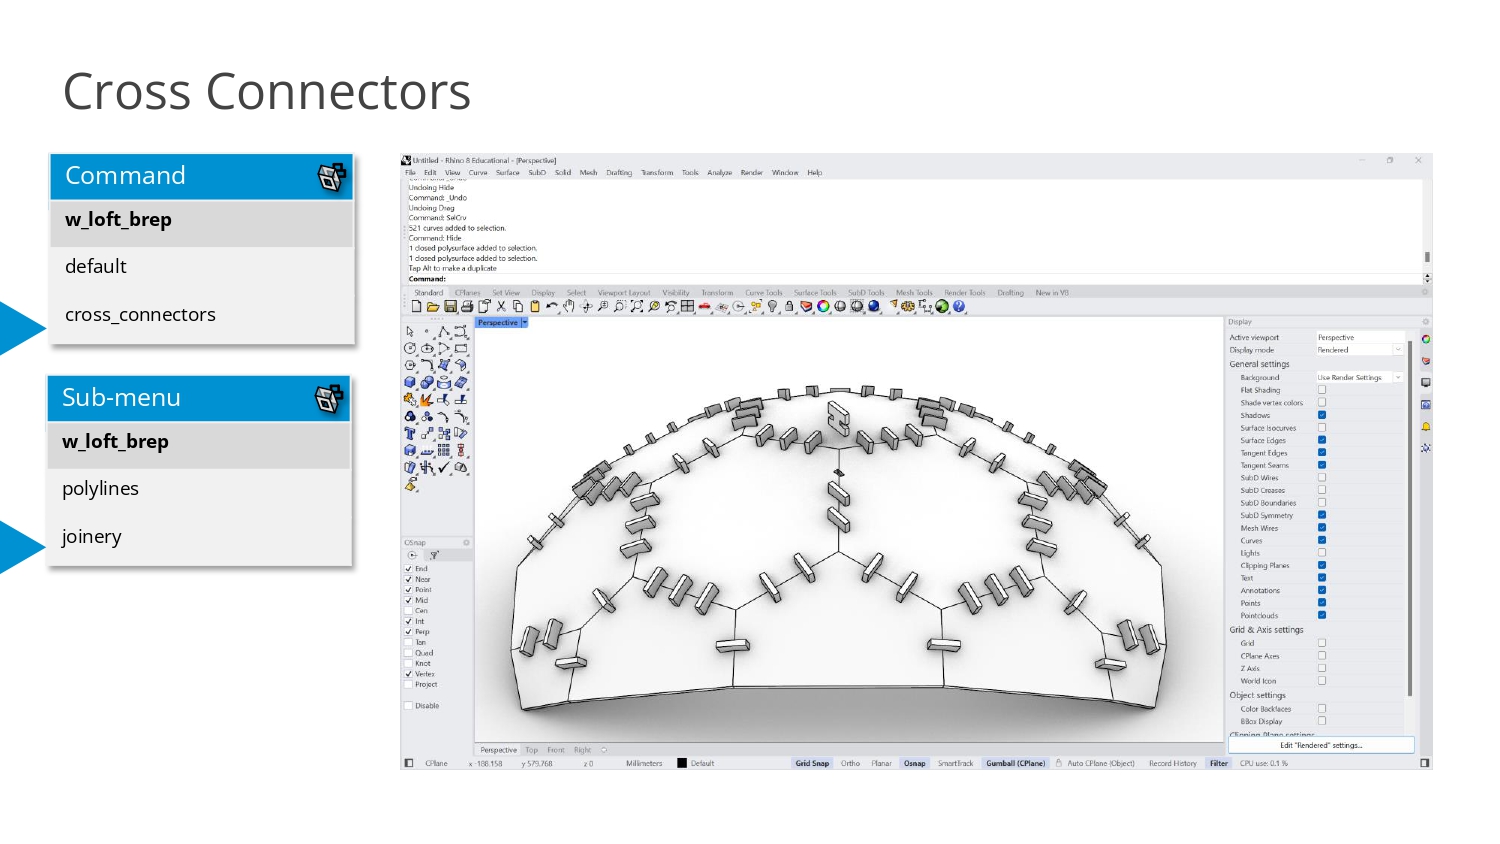 Cross Connectors
Command
w_loft_brep
default
cross_connectors
Sub-menu
w_loft_brep
polylines
joinery
Untitled - Rhino 8 Educational - [Perspective]
File Edit View Curve Surface SubD Solid Mesh Drafting Transform Tools Analyze Render Window Help
Undoing Hide
Command: _Undo
Undoing Drag
Command: SelCrv
521 curves added to selection.
Command: Hide
1 closed polysurface added to selection.
1 closed polysurface added to selection.
Tap Alt to make a duplicate
Command:
Standard CPlanes Set View Display Select Viewport Layout Visibility Transform Curve Tools Surface Tools SubD Tools Mesh Tools Render Tools Drafting New in V8
Perspective
OSnap
End
Near
Point
Mid
Cen
Int
Perp
Tan
Quad
Knot
Vertex
Project
Disable
Display
Active viewport Perspective
Display mode Rendered
General settings
Background Use Render Settings
Flat Shading
Shade vertex colors
Shadows
Surface Isocurves
Surface Edges
Tangent Edges
Tangent Seams
SubD Wires
SubD Creases
SubD Boundaries
SubD Symmetry
Mesh Wires
Curves
Lights
Clipping Planes
Text
Annotations
Points
Pointclouds
Grid & Axis settings
Grid
CPlane Axes
Z Axis
World Icon
Object settings
Color Backfaces
BBox Display
Clipping Plane settings
Edit "Rendered" settings...
Perspective Top Front Right
CPlane x -188.158 y 579.768 z 0 Millimeters Default Grid Snap Ortho Planar Osnap SmartTrack Gumball (CPlane) Auto CPlane (Object) Record History Filter CPU use: 0.1 %